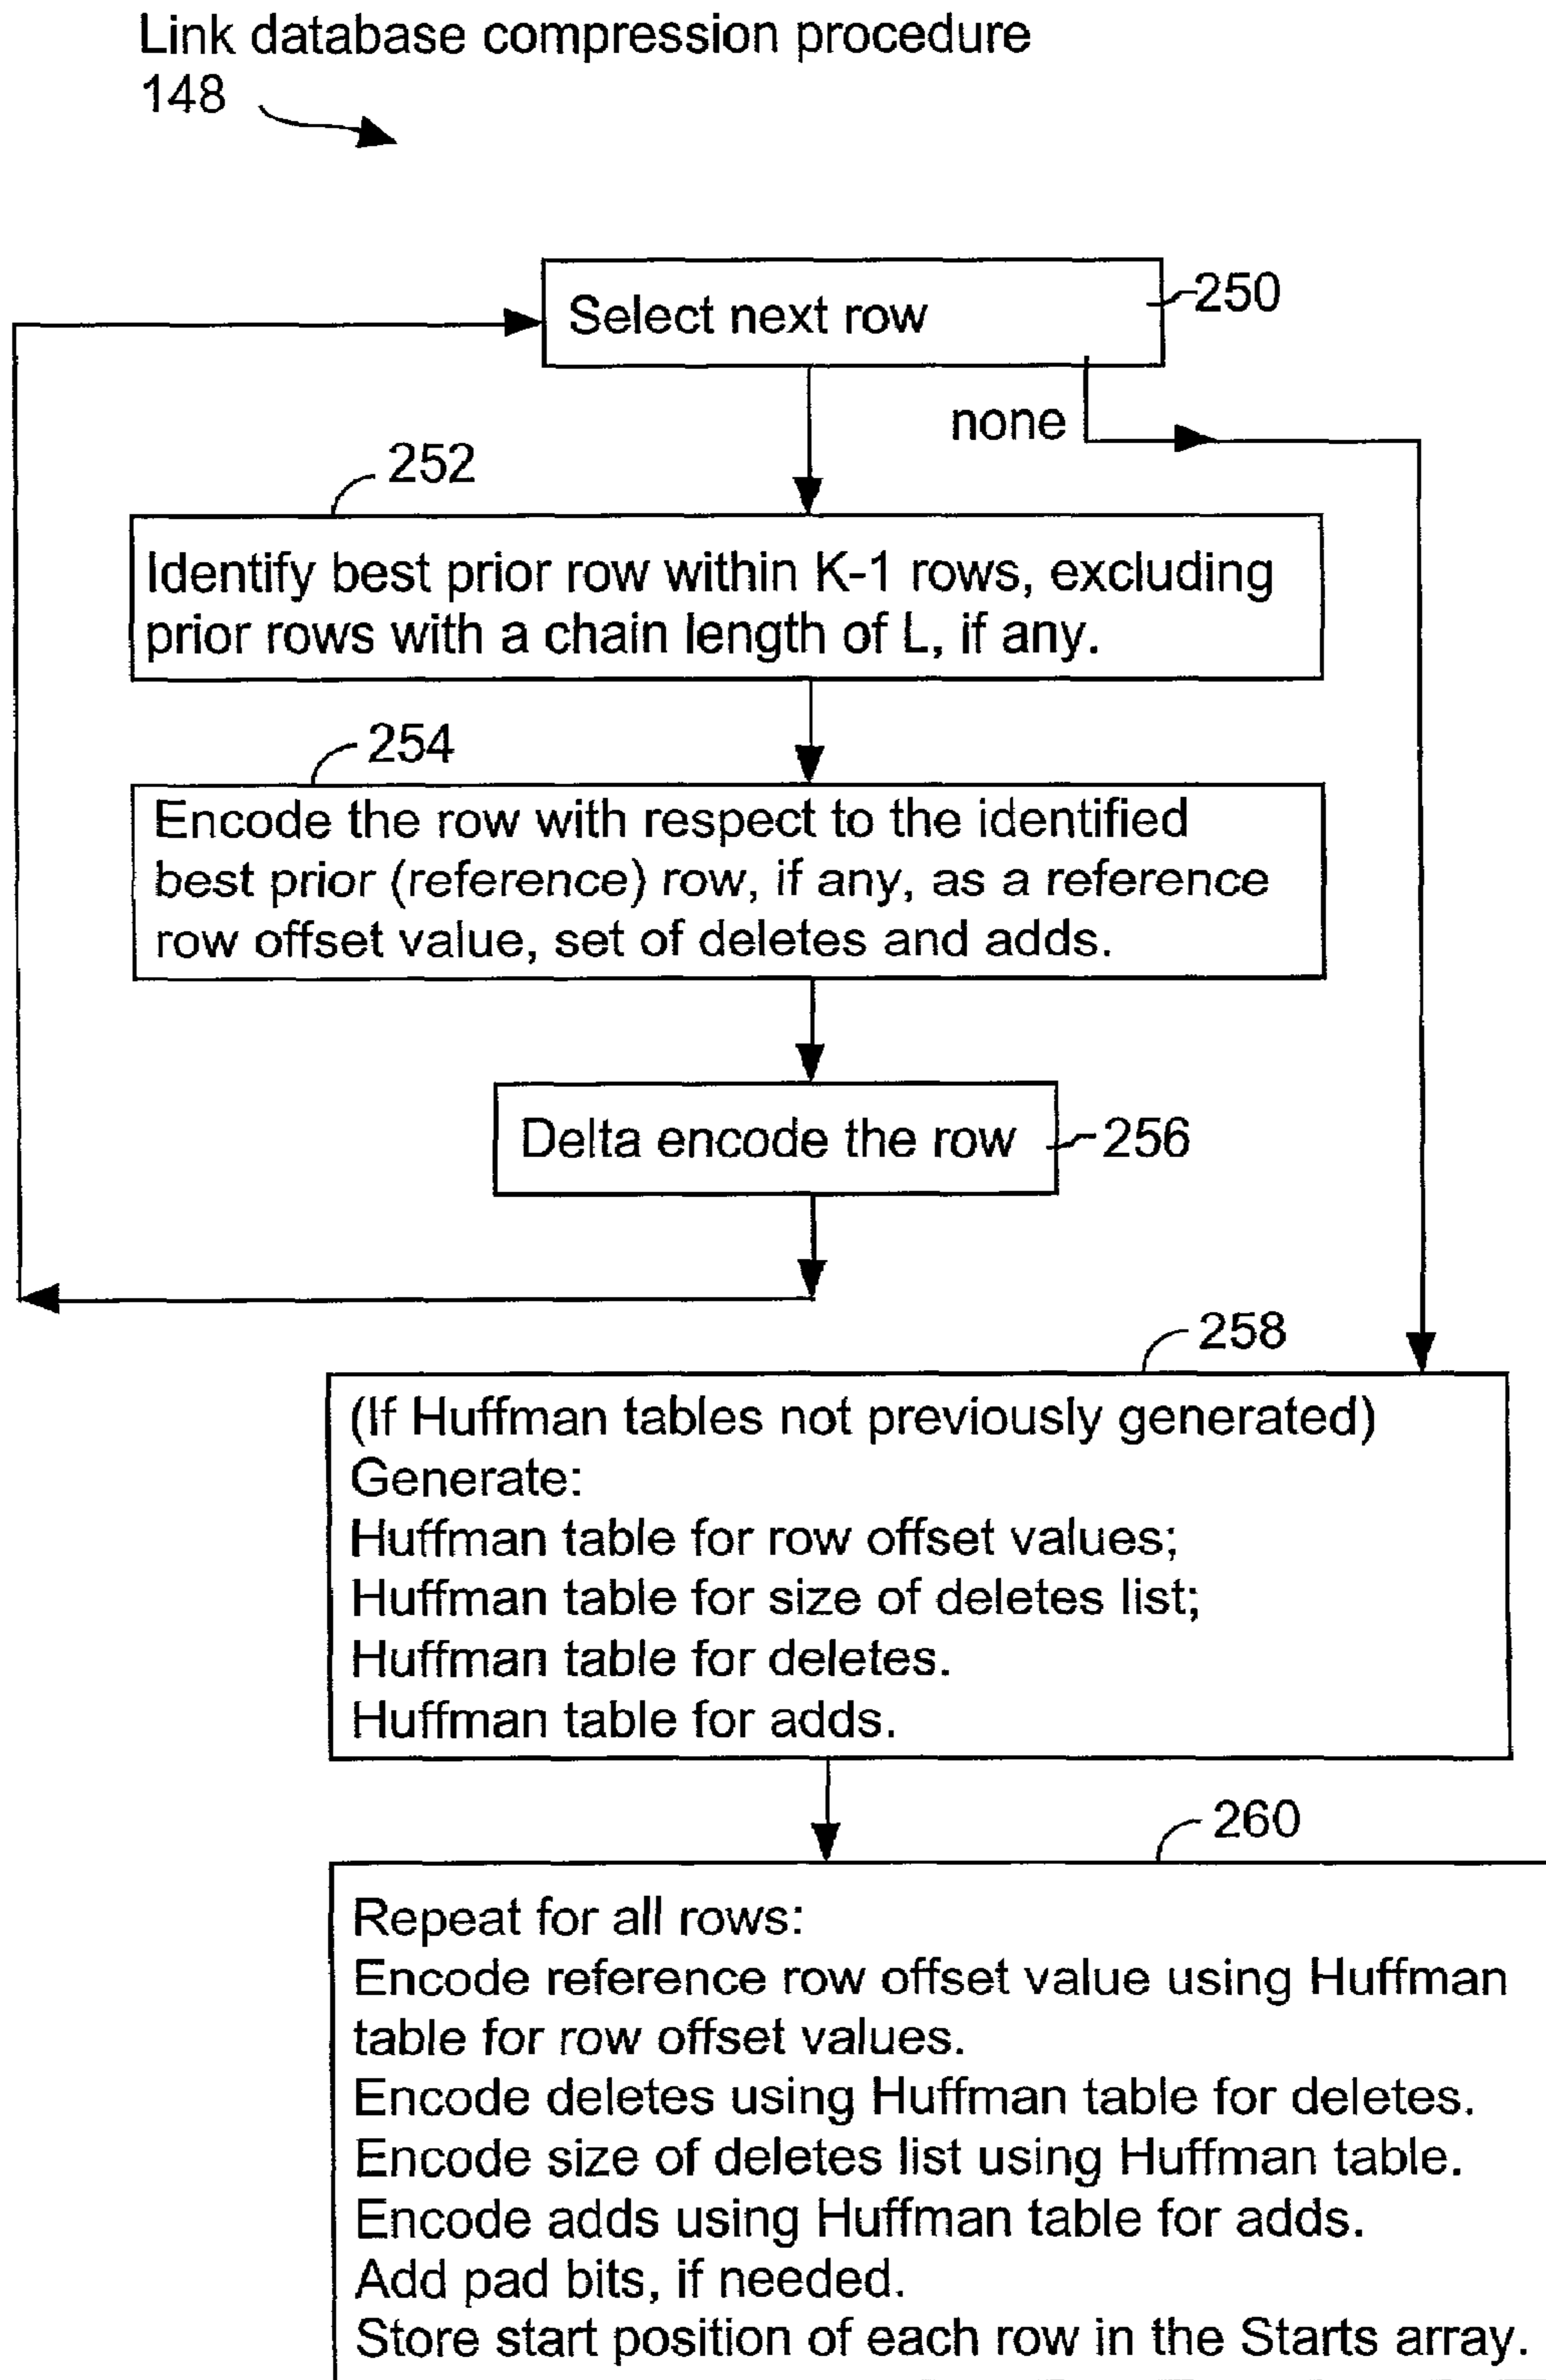 Link database compression procedure
148
Select next row
250
none
252
Identify best prior row within K-1 rows, excluding
prior rows with a chain length of L, if any.
254
Encode the row with respect to the identified
best prior (reference) row, if any, as a reference
row offset value, set of deletes and adds.
Delta encode the row
256
258
(If Huffman tables not previously generated)
Generate:
Huffman table for row offset values;
Huffman table for size of deletes list;
Huffman table for deletes.
Huffman table for adds.
260
Repeat for all rows:
Encode reference row offset value using Huffman
table for row offset values.
Encode deletes using Huffman table for deletes.
Encode size of deletes list using Huffman table.
Encode adds using Huffman table for adds.
Add pad bits, if needed.
Store start position of each row in the Starts array.